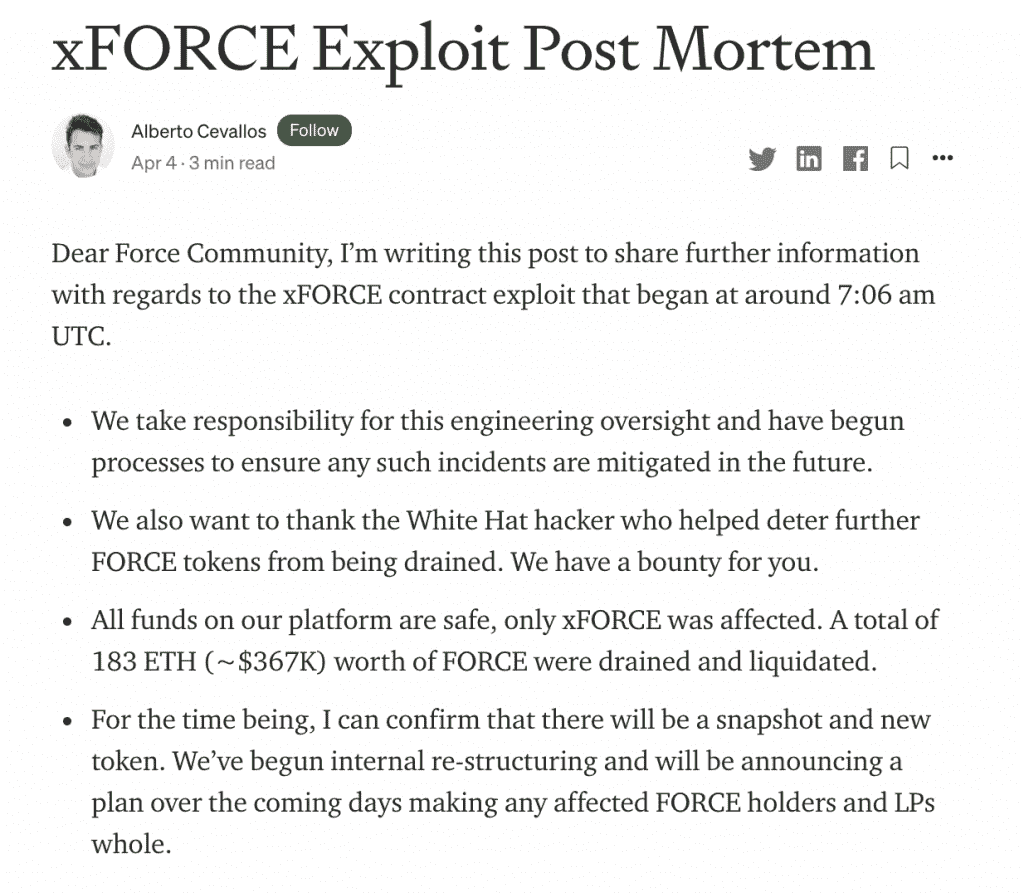 xFORCE Exploit Post Mortem
Alberto Cevallos Follow
Apr 4 · 3 min read
Dear Force Community, I’m writing this post to share further information
with regards to the xFORCE contract exploit that began at around 7:06 am
UTC.
• We take responsibility for this engineering oversight and have begun
processes to ensure any such incidents are mitigated in the future.
• We also want to thank the White Hat hacker who helped deter further
FORCE tokens from being drained. We have a bounty for you.
• All funds on our platform are safe, only xFORCE was affected. A total of
183 ETH (~$367K) worth of FORCE were drained and liquidated.
• For the time being, I can confirm that there will be a snapshot and new
token. We’ve begun internal re-structuring and will be announcing a
plan over the coming days making any affected FORCE holders and LPs
whole.